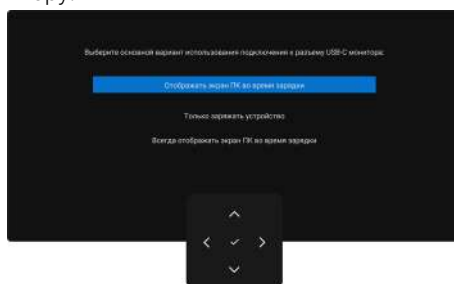 Выберите основной вариант использования подключения к разъему USB-C монитора:
Отображать экран ПК во время зарядки
Только заряжать устройство
Всегда отображать экран ПК во время зарядки